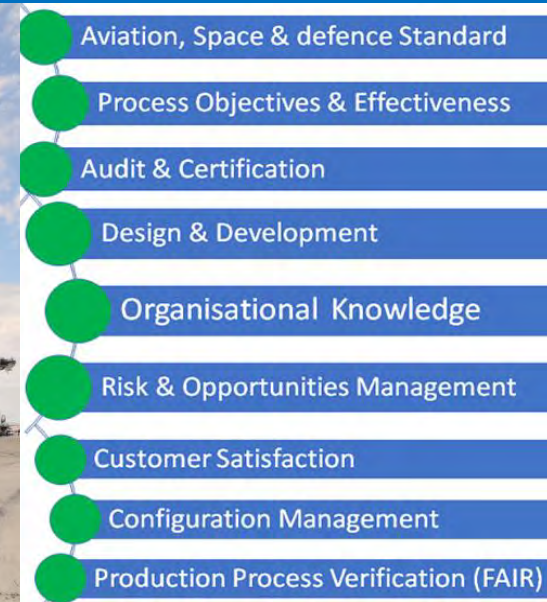 Aviation, Space & defence Standard
Process Objectives & Effectiveness
Audit & Certification
Design & Development
Organisational Knowledge
Risk & Opportunities Management
Customer Satisfaction
Configuration Management
Production Process Verification (FAIR)